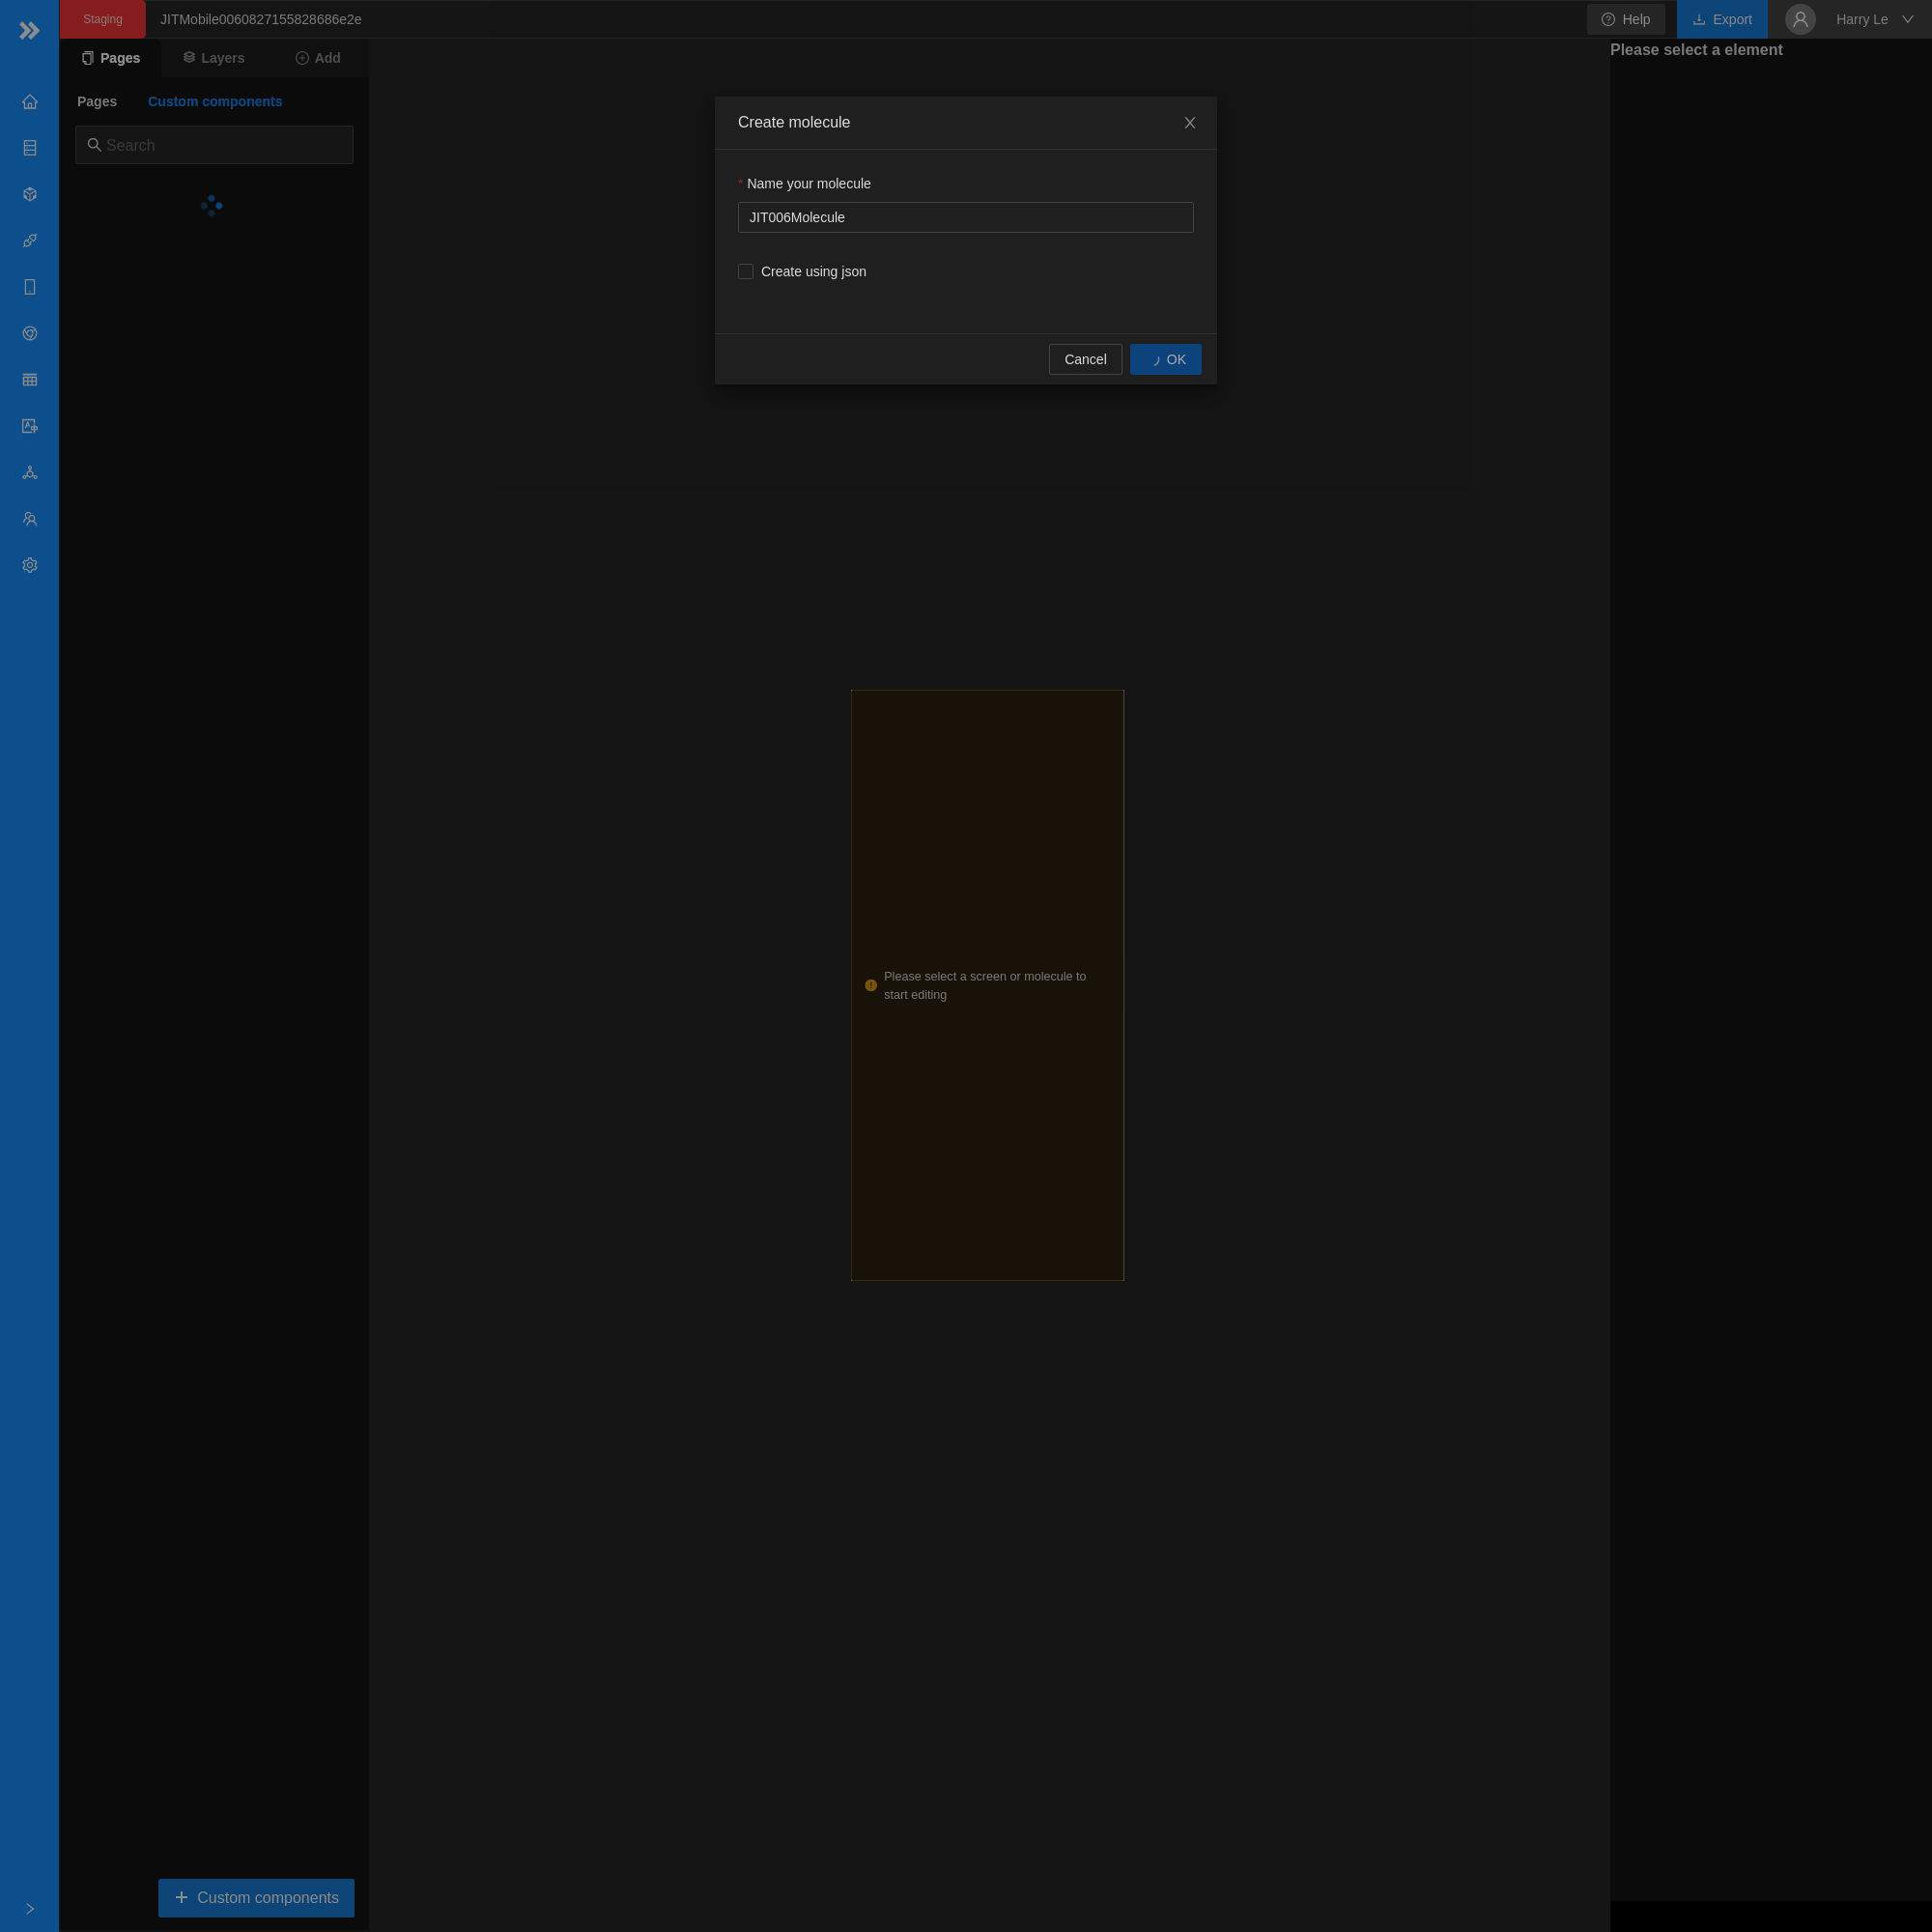 Staging
JITMobile0060827155828686e2e
Help
Export
Harry Le
Pages
Layers
Add
Please select a element
Pages
Custom components
Search
Create molecule
* Name your molecule
JIT006Molecule
Create using json
Cancel
OK
Please select a screen or molecule to
start editing
Custom components